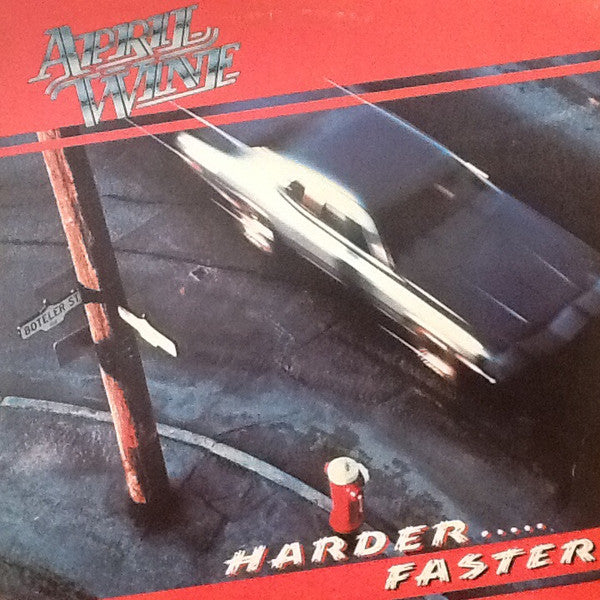 APRIL
WINE
BOTELER ST
HARDER.....
FASTER